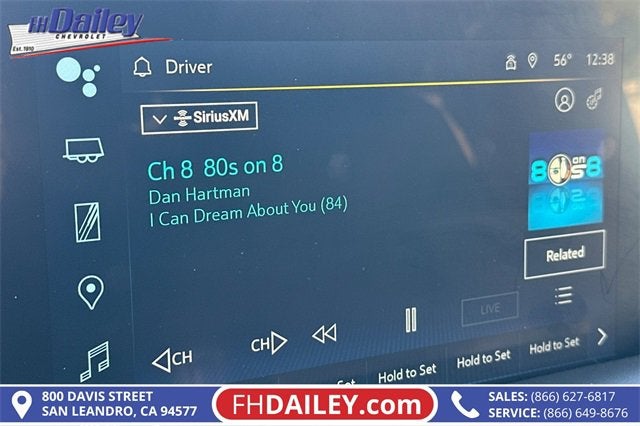 FHDailey
CHEVROLET
Est. 1910
Driver
56° 12:38
SiriusXM
Ch 8 80s on 8
Dan Hartman
I Can Dream About You (84)
80s on 8
Related
LIVE
CH
CH
Set
Hold to Set
Hold to Set
Hold to Set
800 DAVIS STREET
SAN LEANDRO, CA 94577
FHDAILEY.com
SALES: (866) 627-6817
SERVICE: (866) 649-8676